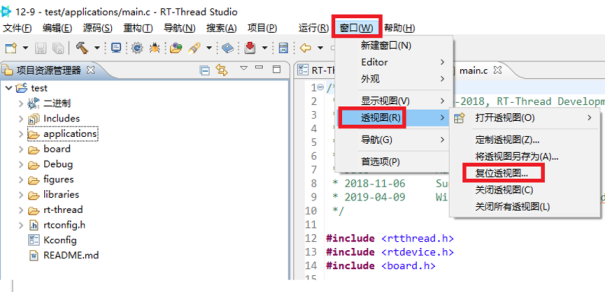 12-9 - test/applications/main.c - RT-Thread Studio
文件(F) 编辑(E) 源码(S) 重构(T) 导航(N) 搜索(A) 项目(P) 运行(R) 窗口(W) 帮助(H)
项目资源管理器
test
二进制
Includes
applications
board
Debug
figures
libraries
rt-thread
rtconfig.h
Kconfig
README.md
新建窗口(N)
Editor
外观
显示视图(V)
透视图(R)
导航(G)
首选项(P)
打开透视图(O)
定制透视图(Z)...
将透视图另存为(A)...
复位透视图...
关闭透视图(C)
关闭所有透视图(L)
RT-T
main.c
1 /*
-2018, RT-Thread Develop
7 *
8 * 2018-11-06 Su
9 * 2019-04-09 Wi
10 */
11
12 #include <rtthread.h>
13 #include <rtdevice.h>
14 #include <board.h>